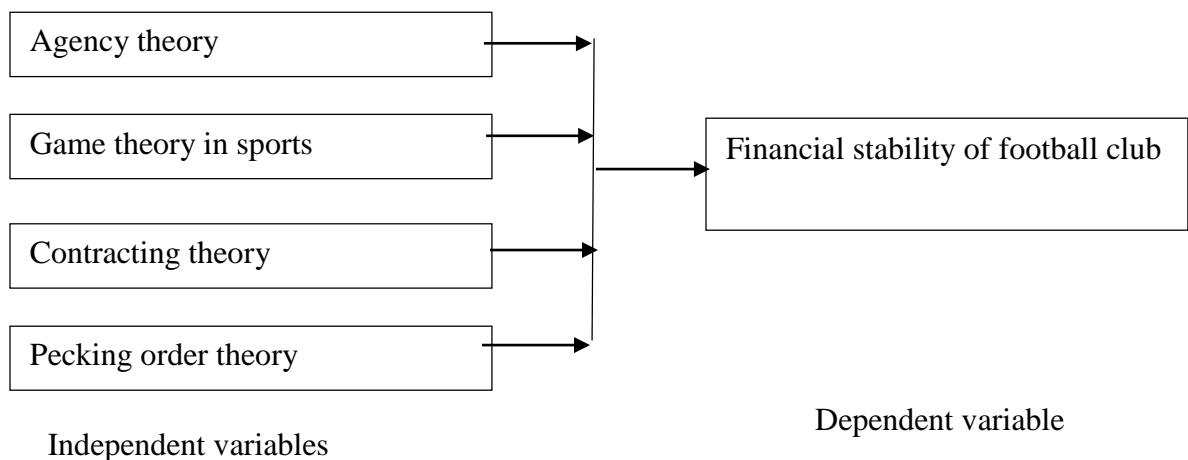 Agency theory
Game theory in sports
Contracting theory
Pecking order theory
Independent variables
Financial stability of football club
Dependent variable